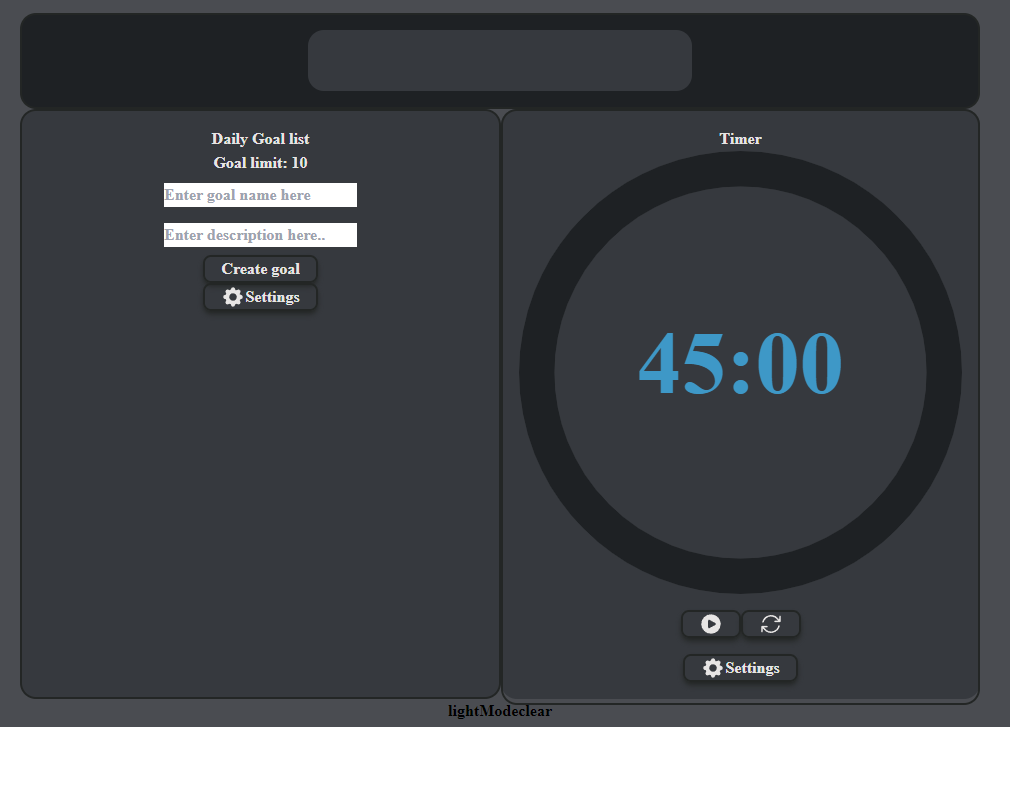 Daily Goal list
Goal limit: 10
Enter goal name here
Enter description here..
Create goal
Settings
Timer
45:00
Settings
lightModeclear